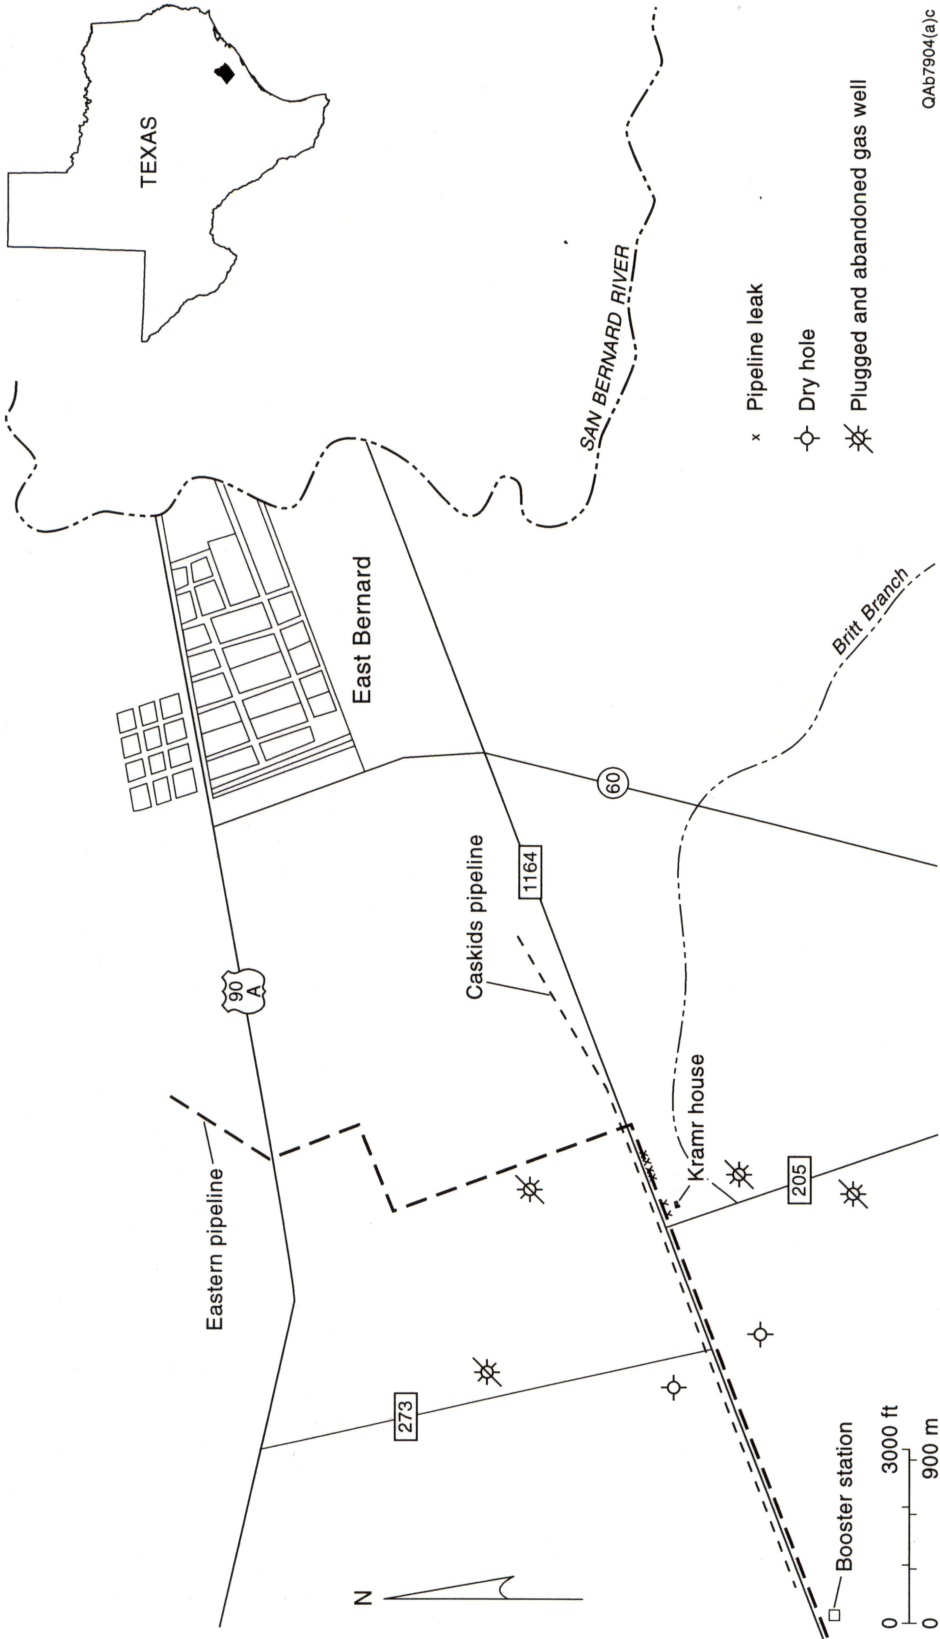 TEXAS
SAN BERNARD RIVER
East Bernard
90
A
Eastern pipeline
Caskids pipeline
1164
60
Britt Branch
Kramr house
205
273
N
Booster station
0 3000 ft
0 900 m
x Pipeline leak
Dry hole
Plugged and abandoned gas well
QAb7904(a)c